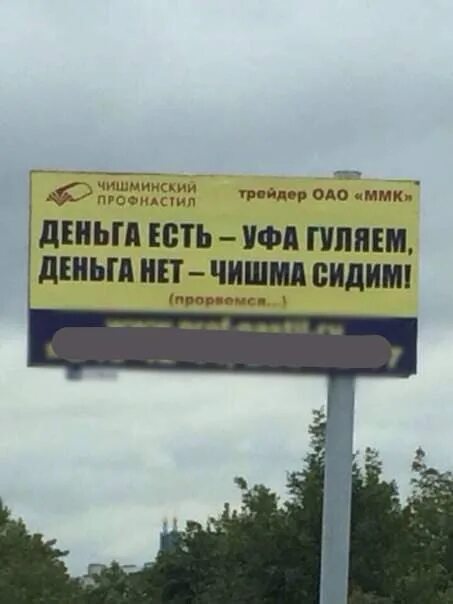 ЧИШМИНСКИЙ
ПРОФНАСТИЛ
трейдер ОАО «ММК»
ДЕНЬГА ЕСТЬ – УФА ГУЛЯЕМ,
ДЕНЬГА НЕТ – ЧИШМА СИДИМ!
(прорвемся...)